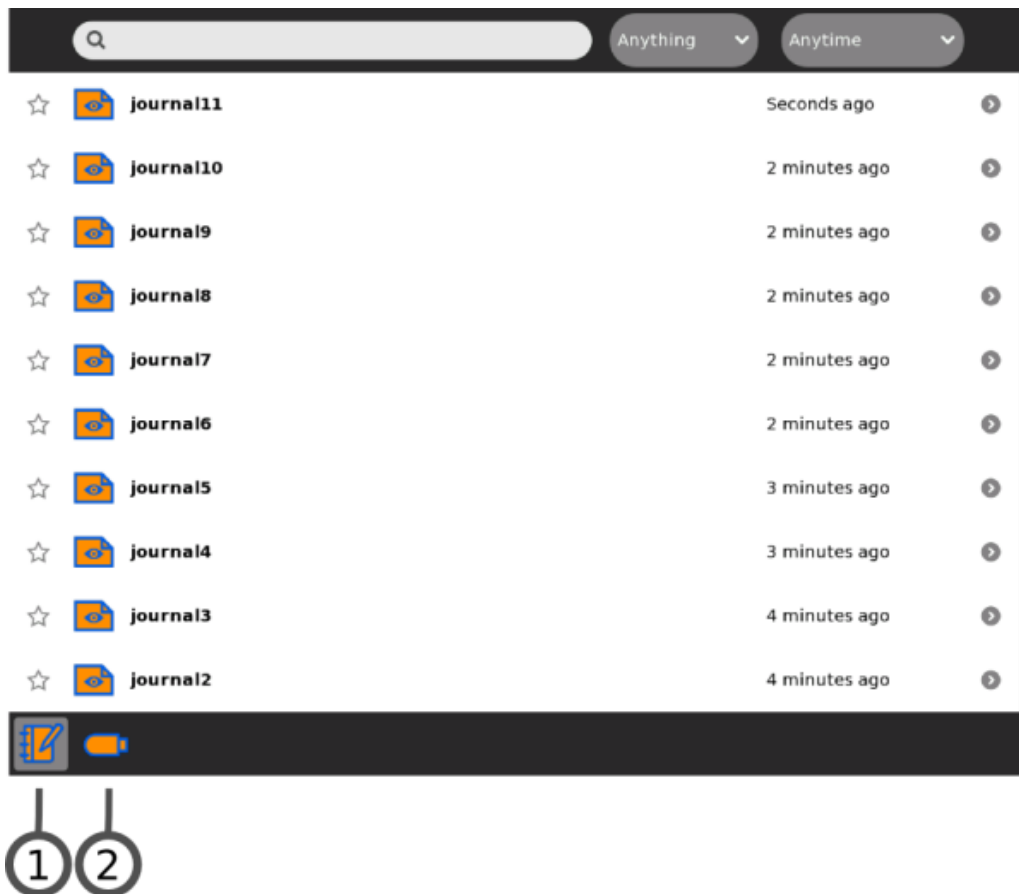 Anything Anytime
journal11 Seconds ago
journal10 2 minutes ago
journal9 2 minutes ago
journal8 2 minutes ago
journal7 2 minutes ago
journal6 2 minutes ago
journal5 3 minutes ago
journal4 3 minutes ago
journal3 4 minutes ago
journal2 4 minutes ago
1 2